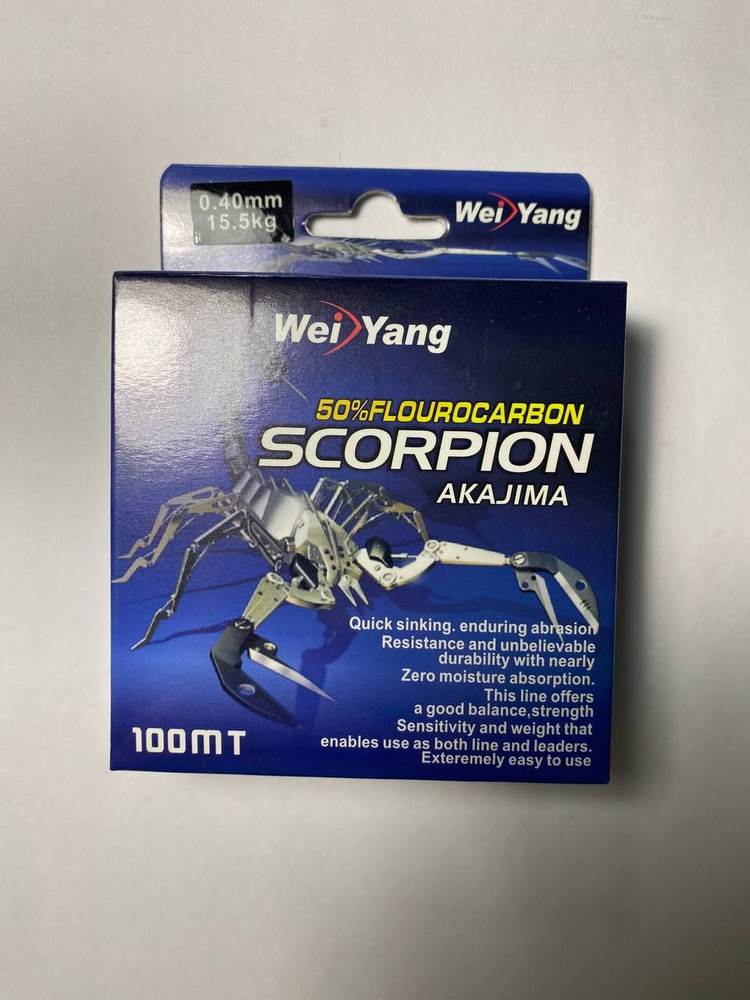 0.40mm
15.5kg
Wei Yang
Wei Yang
50%FLOUROCARBON
SCORPION
AKAJIMA
Quick sinking. enduring abrasion
Resistance and unbelievable
durability with nearly
Zero moisture absorption.
This line offers
a good balance,strength
Sensitivity and weight that
enables use as both line and leaders.
Exteremely easy to use
100MT